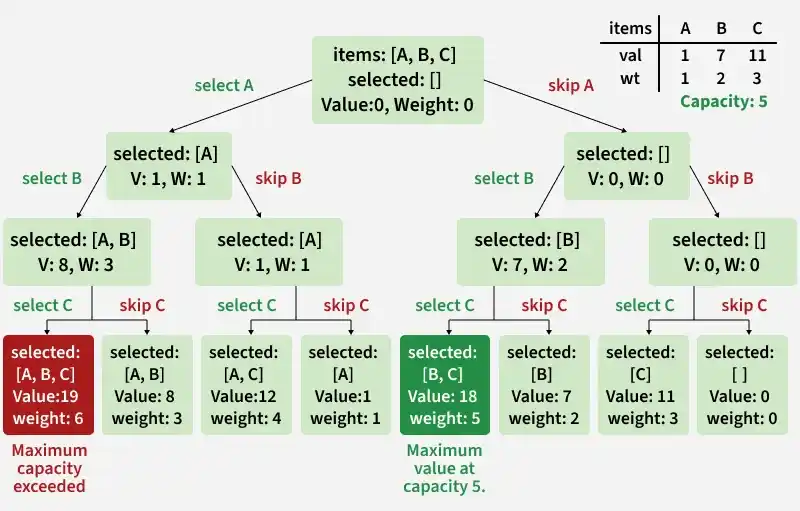 items A B C
val 1 7 11
wt 1 2 3
Capacity: 5
items: [A, B, C]
selected: []
Value:0, Weight: 0
select A
skip A
selected: [A]
V: 1, W: 1
selected: []
V: 0, W: 0
select B
skip B
select B
skip B
selected: [A, B]
V: 8, W: 3
selected: [A]
V: 1, W: 1
selected: [B]
V: 7, W: 2
selected: []
V: 0, W: 0
select C
skip C
select C
skip C
select C
skip C
select C
skip C
selected:
[A, B, C]
Value:19
weight: 6
selected:
[A, B]
Value: 8
weight: 3
selected:
[A, C]
Value:12
weight: 4
selected:
[A]
Value:1
weight: 1
selected:
[B, C]
Value: 18
weight: 5
selected:
[B]
Value: 7
weight: 2
selected:
[C]
Value: 11
weight: 3
selected:
[ ]
Value: 0
weight: 0
Maximum
capacity
exceeded
Maximum
value at
capacity 5.